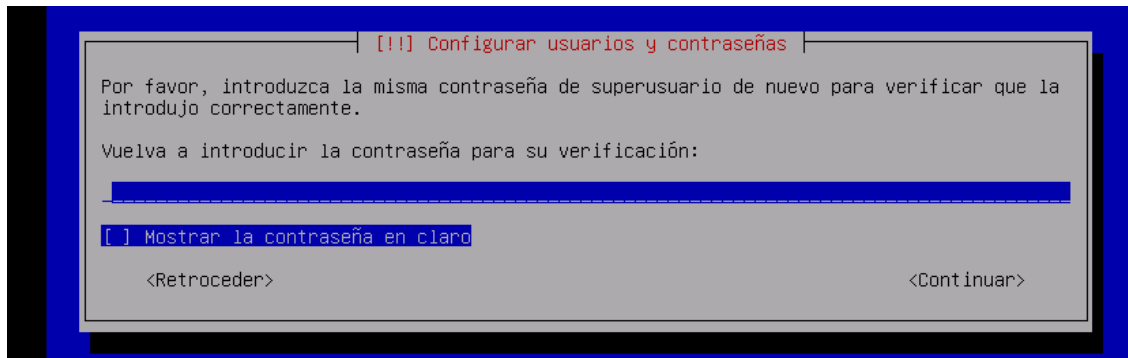 [!!] Configurar usuarios y contraseñas
Por favor, introduzca la misma contraseña de superusuario de nuevo para verificar que la
introdujo correctamente.
Vuelva a introducir la contraseña para su verificación:
[ ] Mostrar la contraseña en claro
<Retroceder> <Continuar>